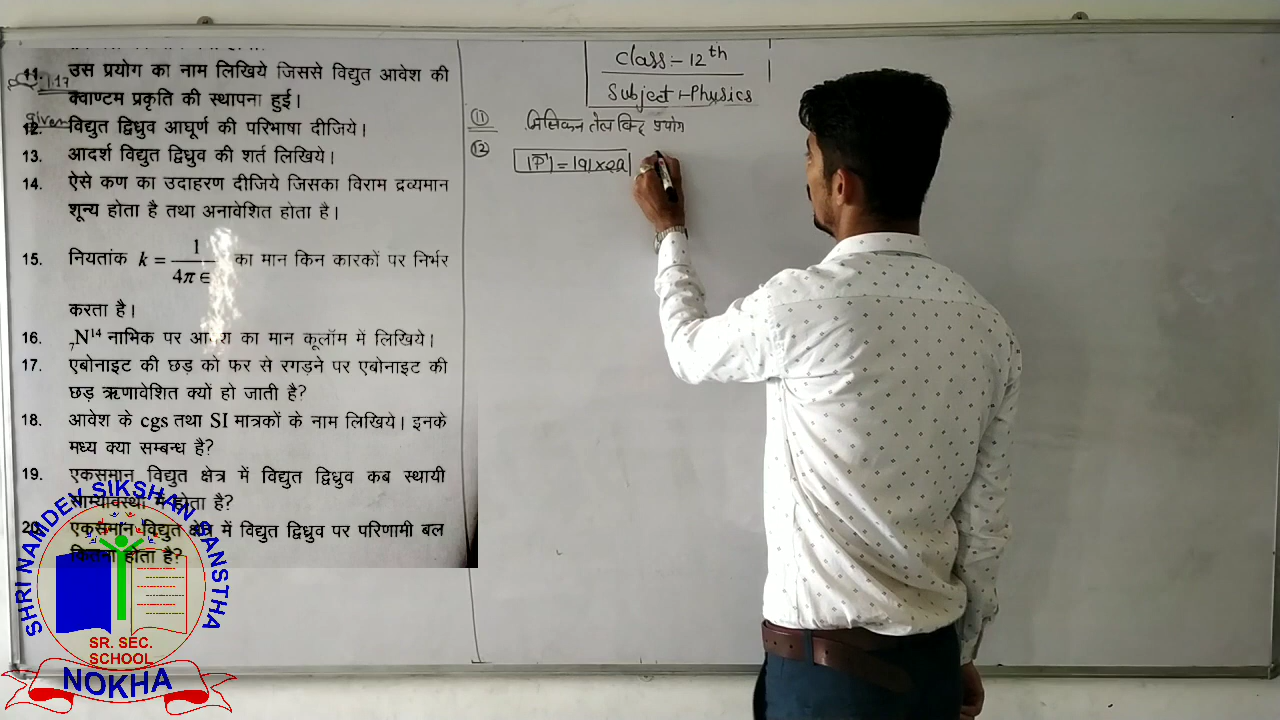 11. उस प्रयोग का नाम लिखिये जिससे विद्युत आवेश की
क्वाण्टम प्रकृति की स्थापना हुई।
given
12. विद्युत द्विध्रुव आघूर्ण की परिभाषा दीजिये।
13. आदर्श विद्युत द्विध्रुव की शर्त लिखिये।
14. ऐसे कण का उदाहरण दीजिये जिसका विराम द्रव्यमान
शून्य होता है तथा अनावेशित होता है।
15. नियतांक k = 1 / 4π ∈ का मान किन कारकों पर निर्भर
करता है।
16. ₇N¹⁴ नाभिक पर का मान कूलॉम में लिखिये।
17. एबोनाइट की छड़ को फर से रगड़ने पर एबोनाइट की
छड़ ऋणावेशित क्यों हो जाती है?
18. आवेश के cgs तथा SI मात्रकों के नाम लिखिये। इनके
मध्य क्या सम्बन्ध है?
19. एकसमान विद्युत क्षेत्र में विद्युत द्विध्रुव कब स्थायी
साम्यावस्था में होता है?
20. एकसमान विद्युत क्षेत्र में विद्युत द्विध्रुव पर परिणामी बल
कितना होता है?
Class:- 12th
Subject:-Physics
11 मिलिकन तेल बिन्दु प्रयोग
12 |P| = |q|×2a
SHRI NAMDEV SIKSHAN SANSTHA
SR. SEC.
SCHOOL
NOKHA